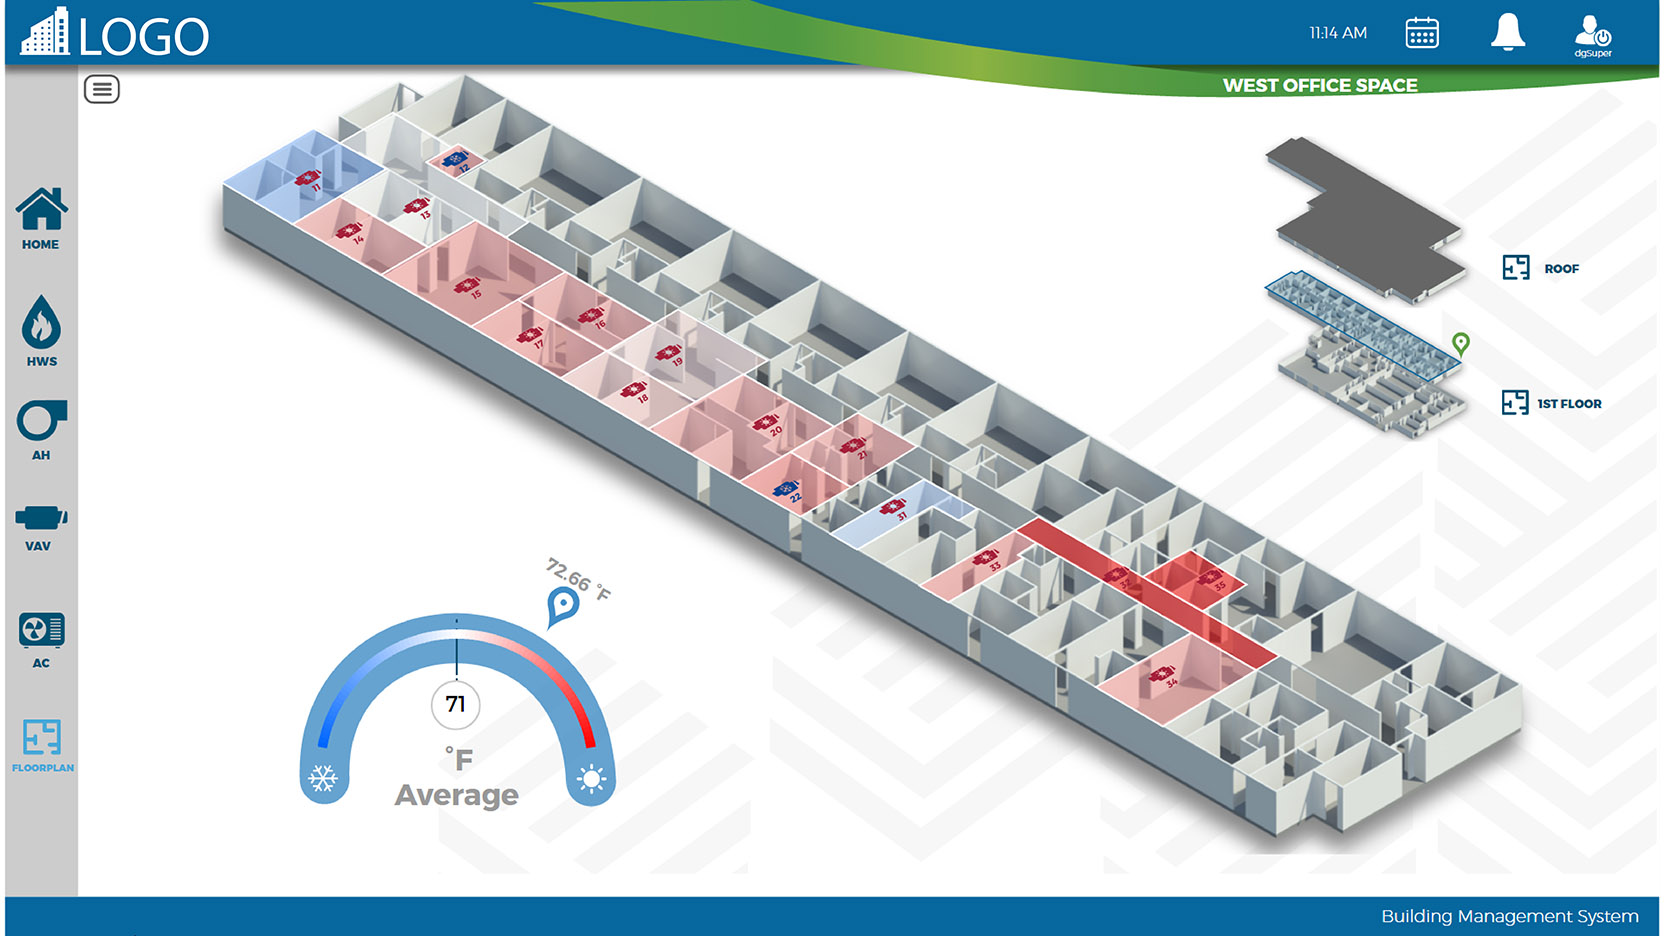 LOGO
11:14 AM
dgSuper
WEST OFFICE SPACE
HOME
HWS
AH
VAV
AC
FLOORPLAN
ROOF
1ST FLOOR
11
12
13
14
15
16
17
18
19
20
21
22
31
32
33
34
35
72.66 °F
71
°F
Average
Building Management System